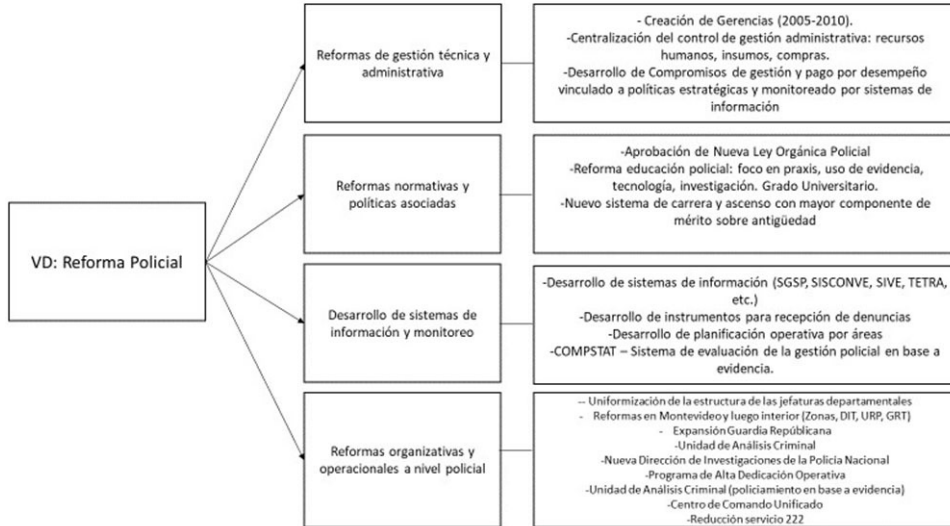 VD: Reforma Policial
Reformas de gestión técnica y
administrativa
- Creación de Gerencias (2005-2010).
-Centralización del control de gestión administrativa: recursos
humanos, insumos, compras.
-Desarrollo de Compromisos de gestión y pago por desempeño
vinculado a políticas estratégicas y monitoreado por sistemas de
información
Reformas normativas y
políticas asociadas
-Aprobación de Nueva Ley Orgánica Policial
-Reforma educación policial: foco en praxis, uso de evidencia,
tecnología, investigación. Grado Universitario.
-Nuevo sistema de carrera y ascenso con mayor componente de
mérito sobre antigüedad
Desarrollo de sistemas de
información y monitoreo
-Desarrollo de sistemas de información (SGSP, SISCONVE, SIVE, TETRA,
etc.)
-Desarrollo de instrumentos para recepción de denuncias
-Desarrollo de planificación operativa por áreas
-COMPSTAT – Sistema de evaluación de la gestión policial en base a
evidencia.
Reformas organizativas y
operacionales a nivel policial
-- Uniformización de la estructura de las jefaturas departamentales
- Reformas en Montevideo y luego interior (Zonas, DIT, URP, GRT)
- Expansión Guardia Républicana
-Unidad de Análisis Criminal
-Nueva Dirección de Investigaciones de la Policía Nacional
-Programa de Alta Dedicación Operativa
-Unidad de Análisis Criminal (policiamiento en base a evidencia)
-Centro de Comando Unificado
-Reducción servicio 222